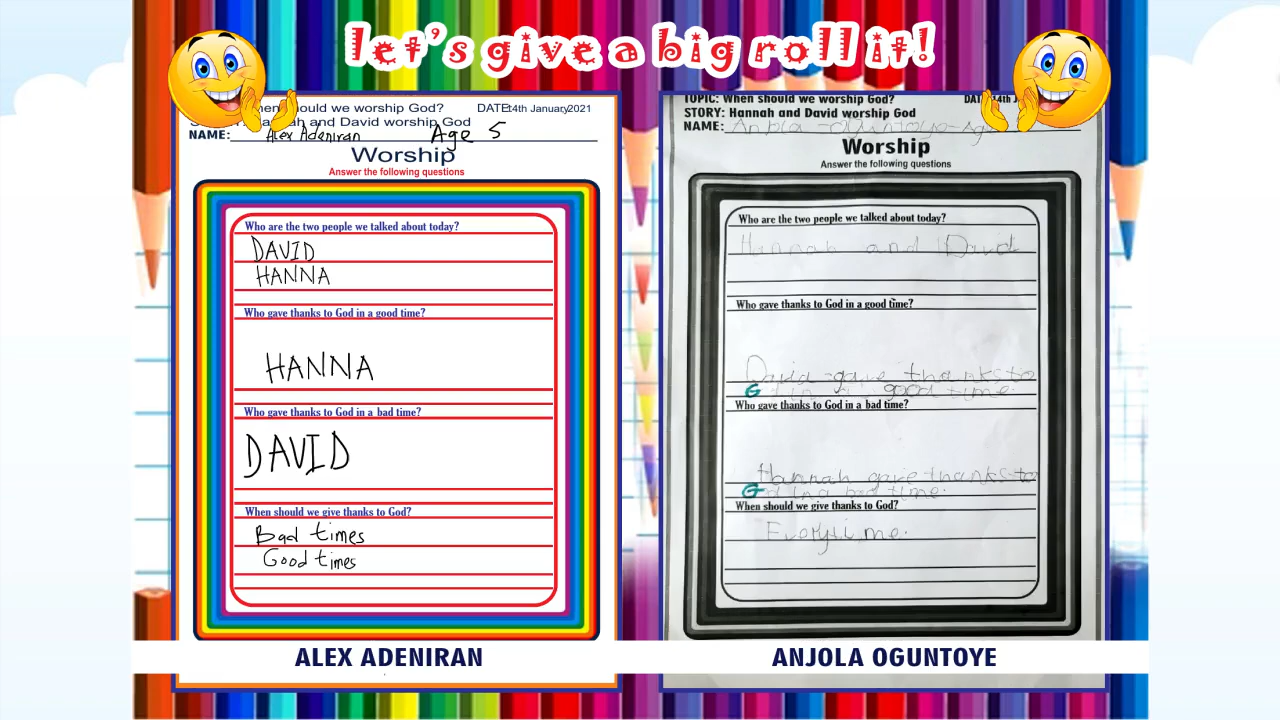 let's give a big roll it!
hen should we worship God? DATE:14th January2021
annah and David worship God
NAME: Alex Adeniran Age 5
Worship
Answer the following questions
Who are the two people we talked about today?
DAVID
HANNA
Who gave thanks to God in a good time?
HANNA
Who gave thanks to God in a bad time?
DAVID
When should we give thanks to God?
Bad times
Good times
ALEX ADENIRAN
TOPIC: When should we worship God?
STORY: Hannah and David worship God
NAME:
Worship
Answer the following questions
Who are the two people we talked about today?
Hannah and David
Who gave thanks to God in a good time?
David gave thanks to
G in good time.
Who gave thanks to God in a bad time?
Hannah gave thanks to
God in a bad time.
When should we give thanks to God?
Everytime.
ANJOLA OGUNTOYE